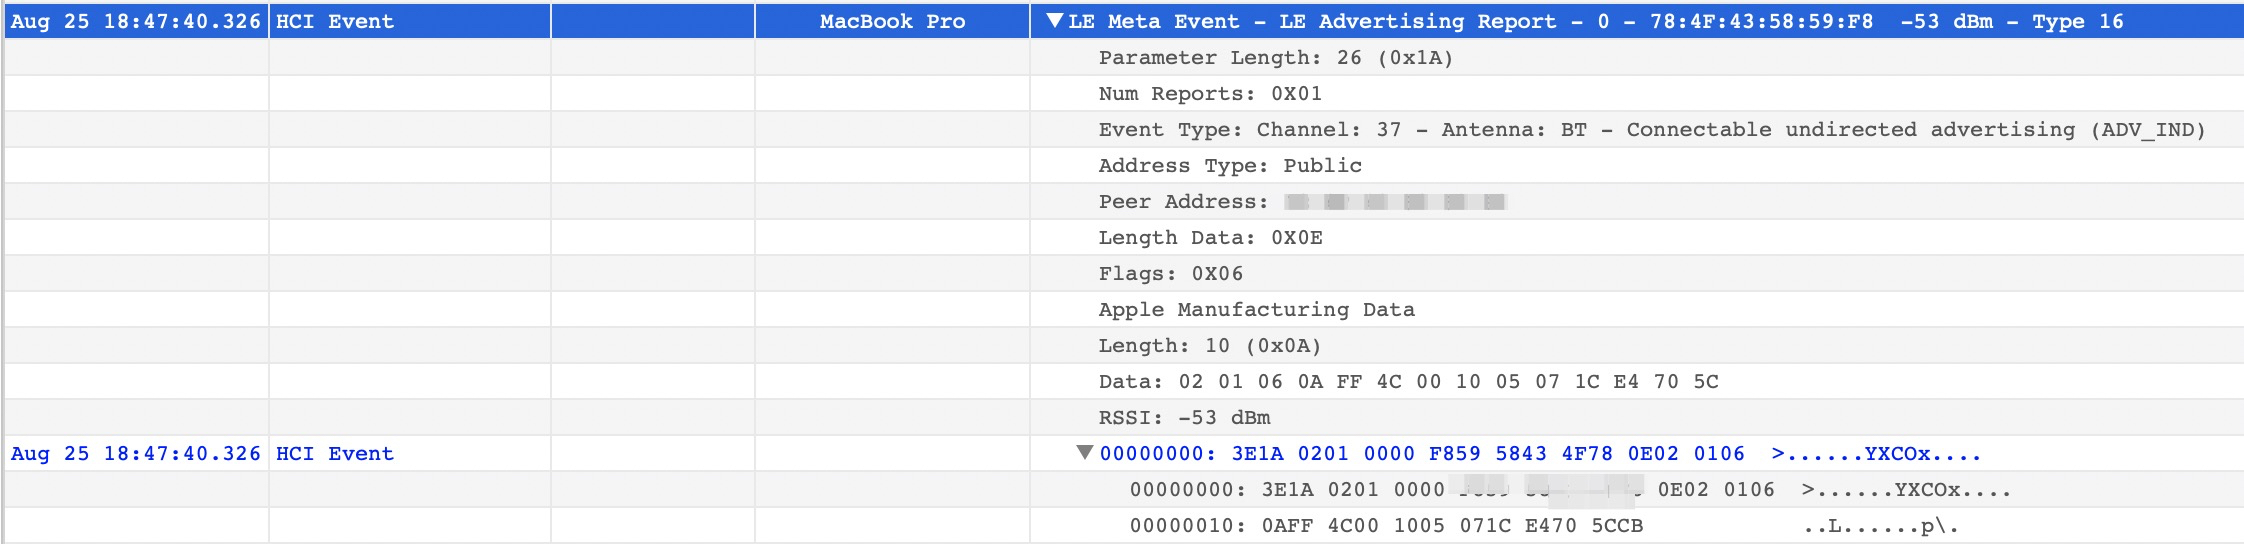 Aug 25 18:47:40.326 HCI Event MacBook Pro ▼LE Meta Event - LE Advertising Report - 0 - 78:4F:43:58:59:F8 -53 dBm - Type 16
Parameter Length: 26 (0x1A)
Num Reports: 0X01
Event Type: Channel: 37 - Antenna: BT - Connectable undirected advertising (ADV_IND)
Address Type: Public
Peer Address:
Length Data: 0X0E
Flags: 0X06
Apple Manufacturing Data
Length: 10 (0x0A)
Data: 02 01 06 0A FF 4C 00 10 05 07 1C E4 70 5C
RSSI: -53 dBm
Aug 25 18:47:40.326 HCI Event ▼00000000: 3E1A 0201 0000 F859 5843 4F78 0E02 0106 >......YXCOx....
00000000: 3E1A 0201 0000 0E02 0106 >......YXCOx....
00000010: 0AFF 4C00 1005 071C E470 5CCB ..L......p\.